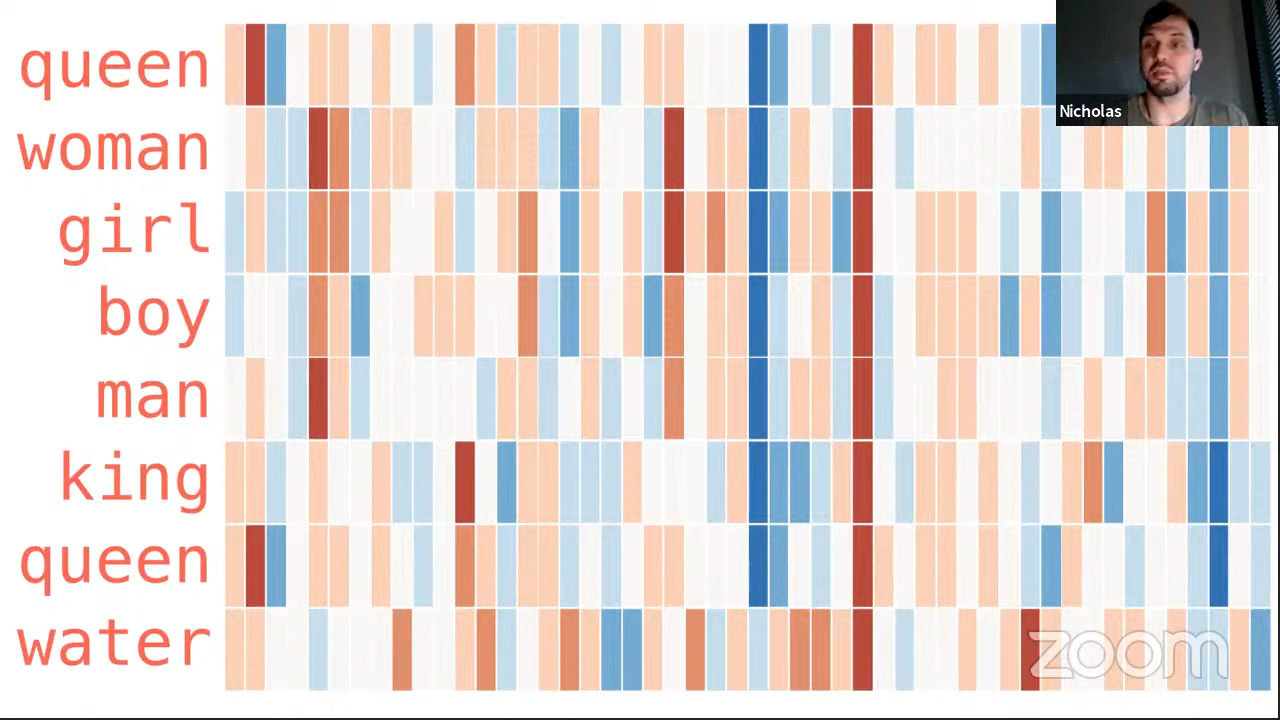 queen
Nicholas
woman
girl
boy
man
king
queen
water
zoom